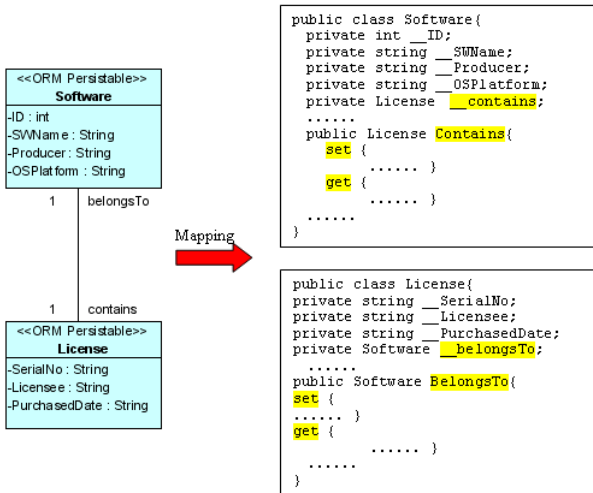 <<ORM Persistable>>
Software
-ID : int
-SWName : String
-Producer : String
-OSPlatform : String
1 belongsTo
1 contains
<<ORM Persistable>>
License
-SerialNo : String
-Licensee : String
-PurchasedDate : String
Mapping
public class Software{
private int __ID;
private string __SWName;
private string __Producer;
private string __OSPlatform;
private License __contains;
......
public License Contains{
set {
...... }
get {
...... }
......
}
public class License{
private string __SerialNo;
private string __Licensee;
private string __PurchasedDate;
private Software __belongsTo;
......
public Software BelongsTo{
set {
...... }
get {
...... }
......
}